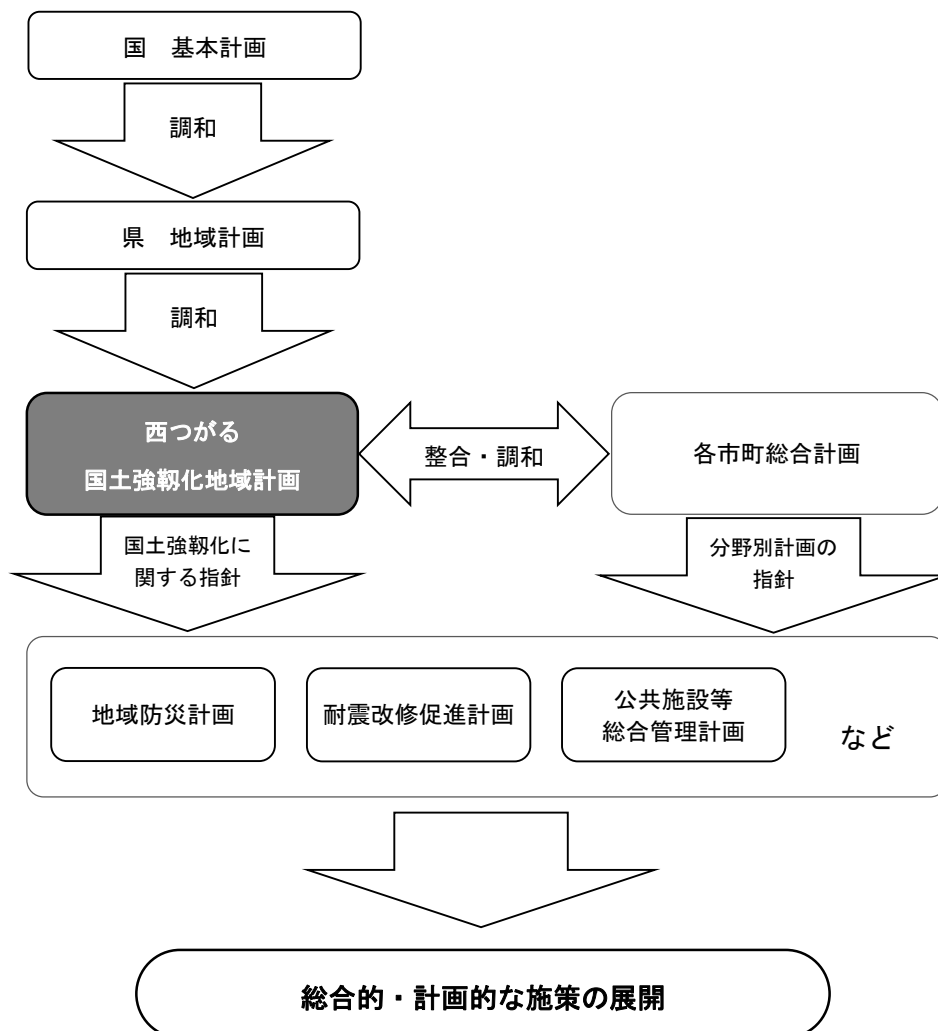 国　基本計画
調和
県　地域計画
調和
西つがる
国土強靱化地域計画
整合・調和
各市町総合計画
国土強靱化に
関する指針
分野別計画の
指針
地域防災計画
耐震改修促進計画
公共施設等
総合管理計画
など
総合的・計画的な施策の展開